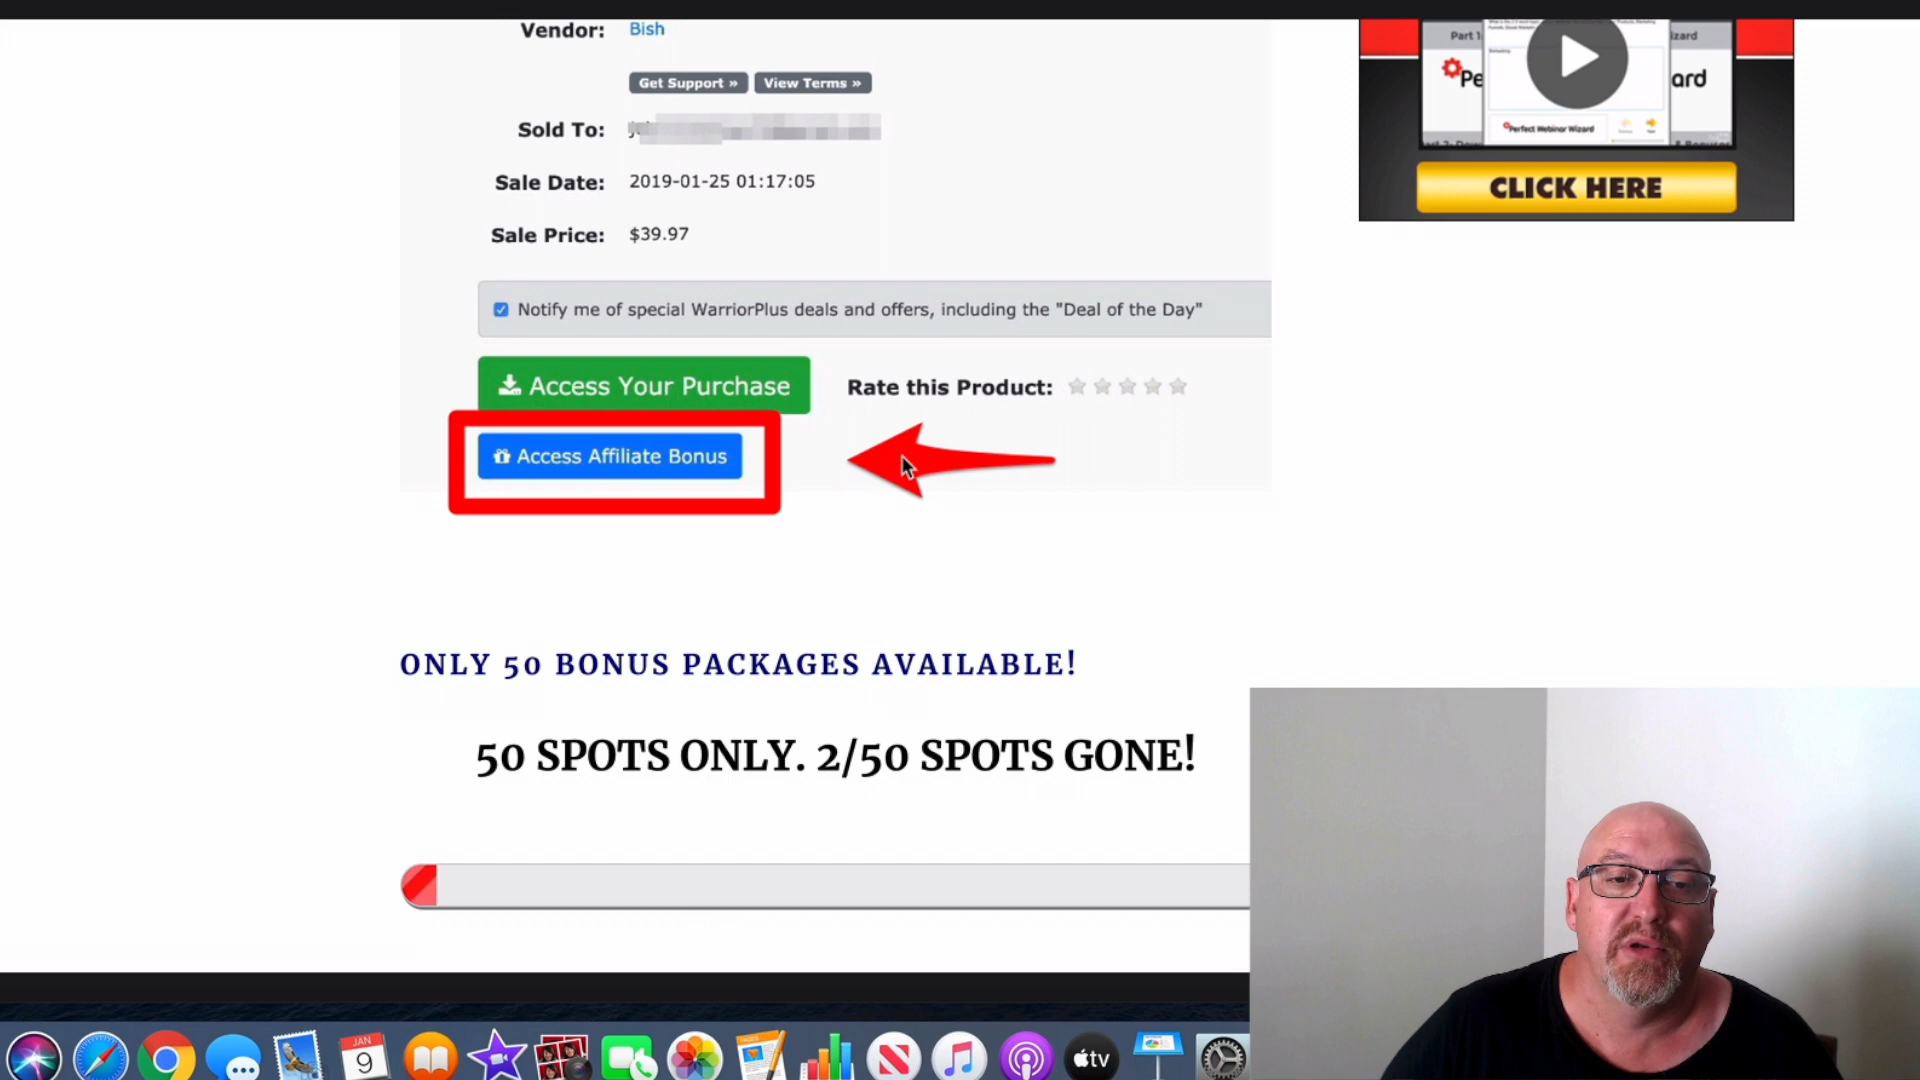 Vendor: Bish
Get Support » View Terms »
Sold To:
Sale Date: 2019-01-25 01:17:05
Sale Price: $39.97
Notify me of special WarriorPlus deals and offers, including the "Deal of the Day"
Access Your Purchase Rate this Product:
Access Affiliate Bonus
ONLY 50 BONUS PACKAGES AVAILABLE!
50 SPOTS ONLY. 2/50 SPOTS GONE!
Part 1
izard
Pe
ard
Perfect Webinar Wizard
CLICK HERE
JAN
9
PAGES
tv